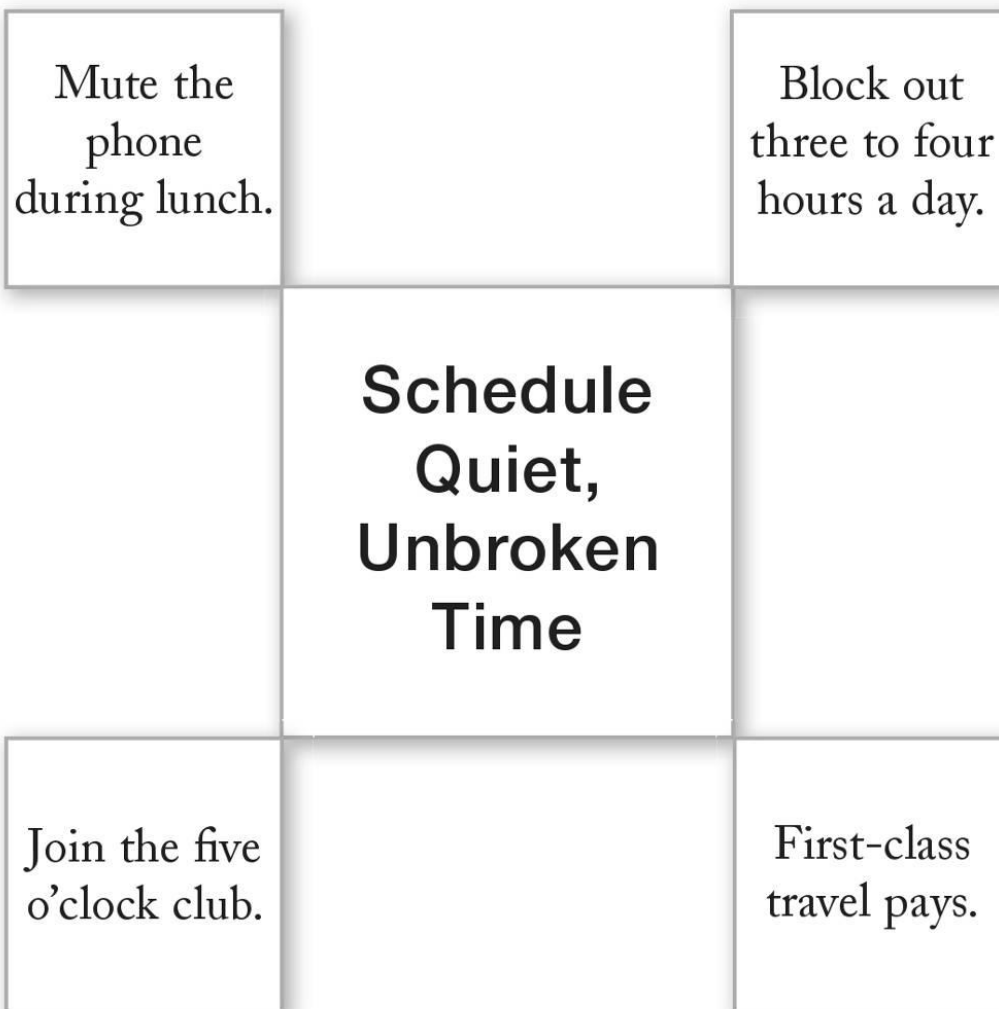 Mute the
phone
during lunch.
Block out
three to four
hours a day.
Schedule
Quiet,
Unbroken
Time
Join the five
o’clock club.
First-class
travel pays.